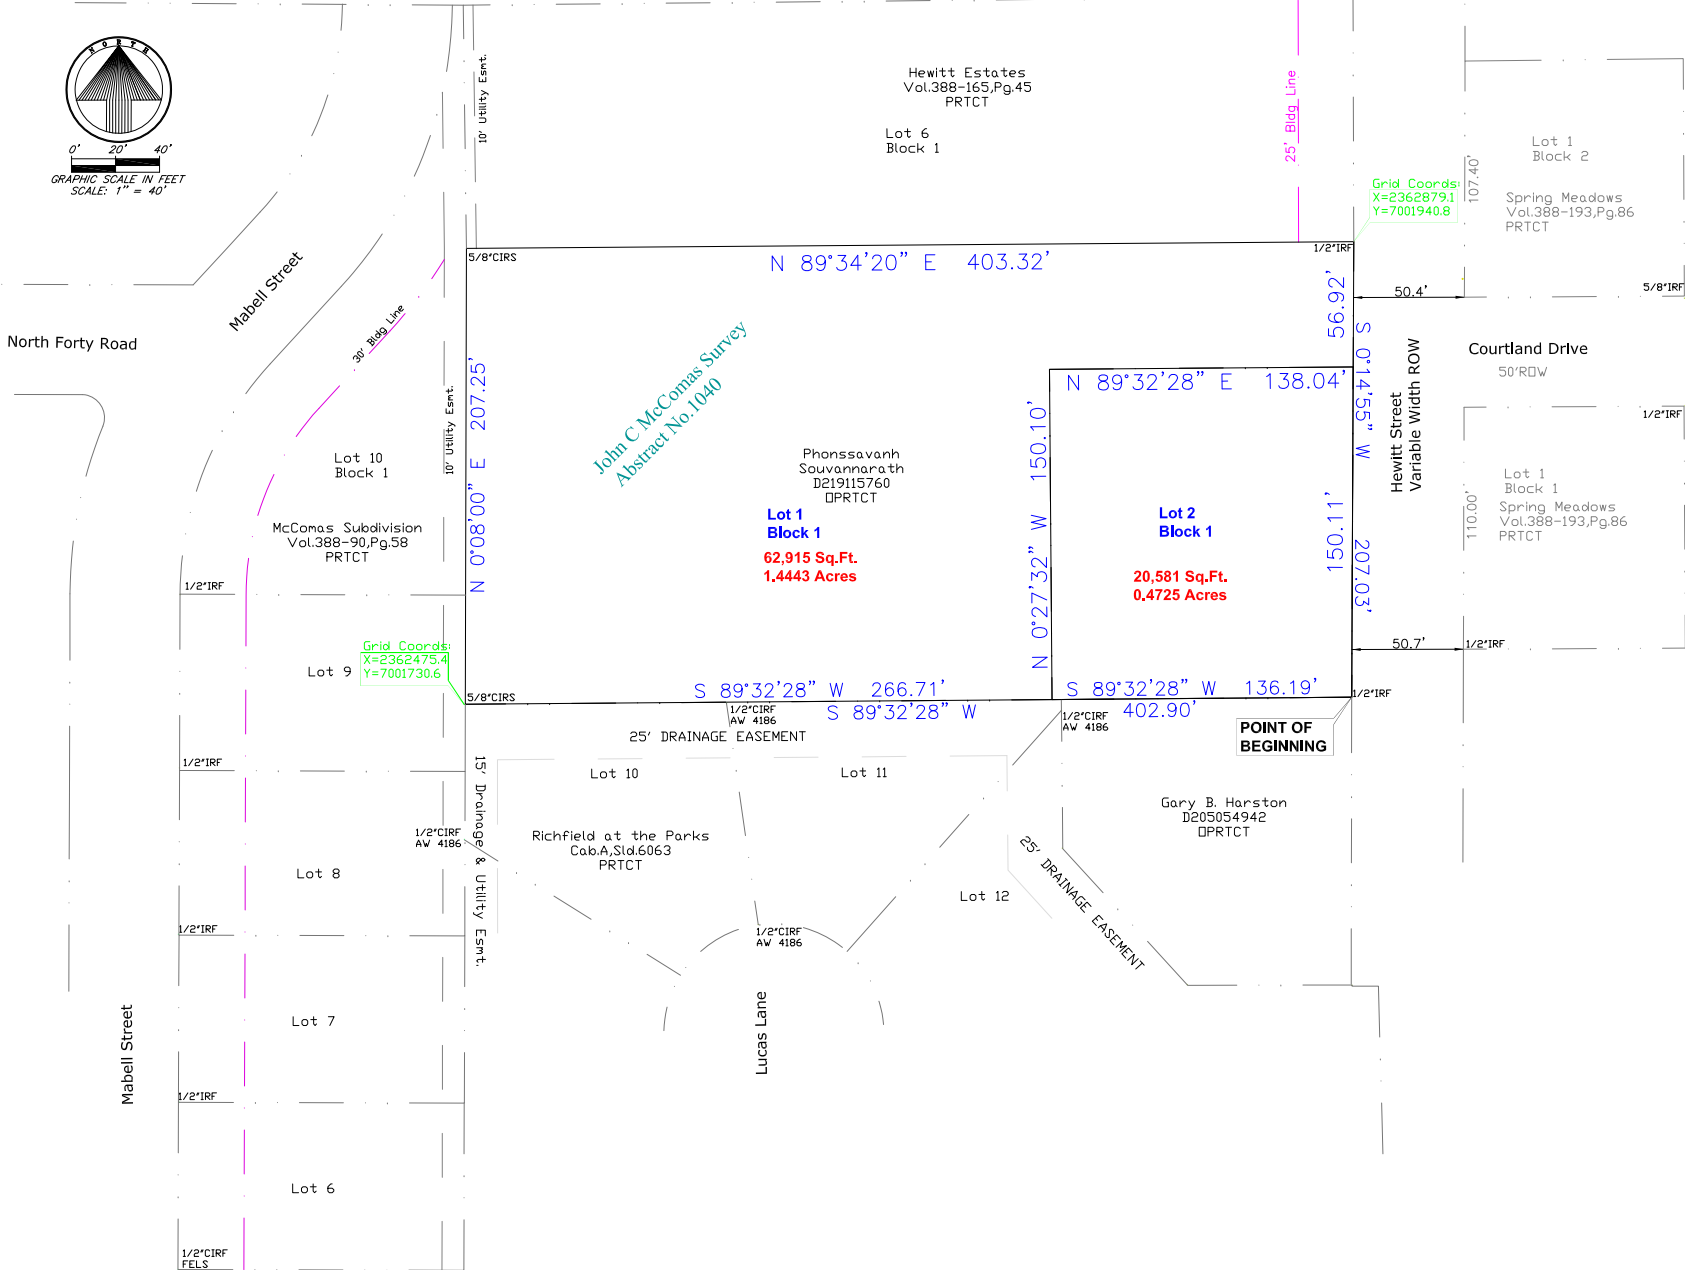 NORTH
0' 20' 40'
GRAPHIC SCALE IN FEET
SCALE: 1" = 40'
10' Utility Esmt.
Hewitt Estates
Vol.388-165,Pg.45
PRTCT
Lot 6
Block 1
25' Bldg Line
Grid Coords:
X=2362879.1
Y=7001940.8
107.40'
Lot 1
Block 2
Spring Meadows
Vol.388-193,Pg.86
PRTCT
5/8"IRF
Mabell Street
North Forty Road
30' Bldg Line
10' Utility Esmt.
5/8"CIRS
N 89°34'20" E 403.32'
1/2"IRF
56.92'
50.4'
S 0°14'55" W
207.03'
Hewitt Street
Variable Width ROW
Courtland Drive
50'R□W
1/2"IRF
Lot 1
Block 1
Spring Meadows
Vol.388-193,Pg.86
PRTCT
110.00'
N 0°08'00" E 207.25'
John C McComas Survey
Abstract No.1040
Phonssavanh
Souvannarath
D219115760
□PRTCT
Lot 1
Block 1
62,915 Sq.Ft.
1.4443 Acres
N 89°32'28" E 138.04'
N 0°27'32" W 150.10'
Lot 2
Block 1
20,581 Sq.Ft.
0.4725 Acres
150.11'
Lot 10
Block 1
McComas Subdivision
Vol.388-90,Pg.58
PRTCT
1/2"IRF
Grid Coords:
X=2362475.4
Y=7001730.6
Lot 9
5/8"CIRS
S 89°32'28" W 266.71'
S 89°32'28" W 136.19'
S 89°32'28" W 402.90'
50.7'
1/2"IRF
1/2"IRF
1/2"CIRF
AW 4186
1/2"CIRF
AW 4186
POINT OF
BEGINNING
25' DRAINAGE EASEMENT
1/2"IRF
15' Drainage & Utility Esmt.
Lot 10
Lot 11
Richfield at the Parks
Cab.A,Sld.6063
PRTCT
1/2"CIRF
AW 4186
Gary B. Harston
D205054942
□PRTCT
25' DRAINAGE EASEMENT
Lot 12
Lot 8
1/2"IRF
1/2"CIRF
AW 4186
Lucas Lane
Lot 7
Mabell Street
1/2"IRF
Lot 6
1/2"CIRF
FELS